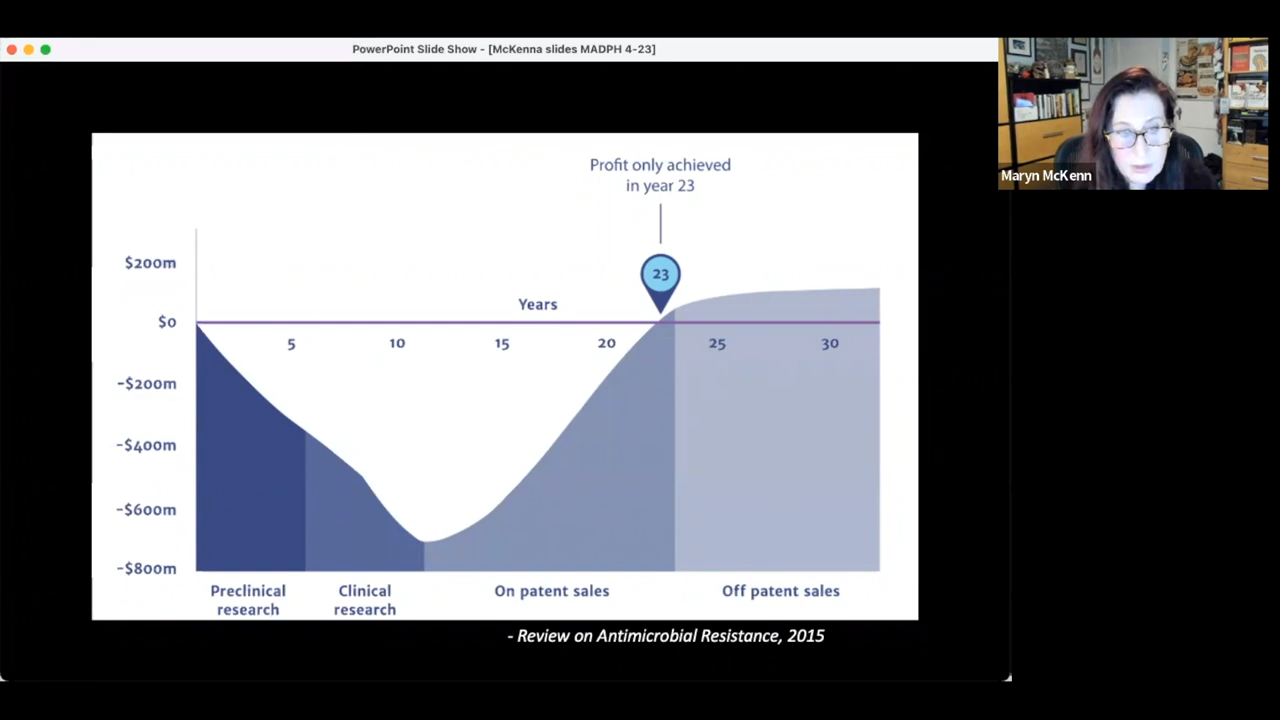 PowerPoint Slide Show - [McKenna slides MADPH 4-23]
Maryn McKenn
Profit only achieved
in year 23
23
$200m
Years
$0
5 10 15 20 25 30
-$200m
-$400m
-$600m
-$800m
Preclinical
research
Clinical
research
On patent sales
Off patent sales
- Review on Antimicrobial Resistance, 2015